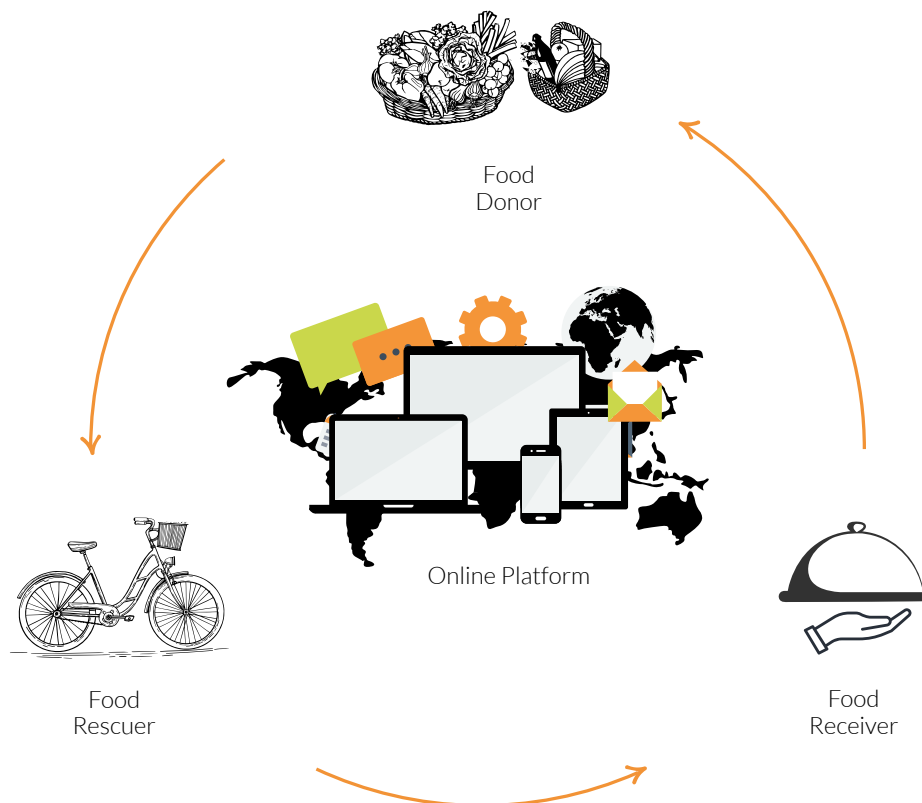 Food
Donor
Online Platform
Food
Rescuer
Food
Receiver